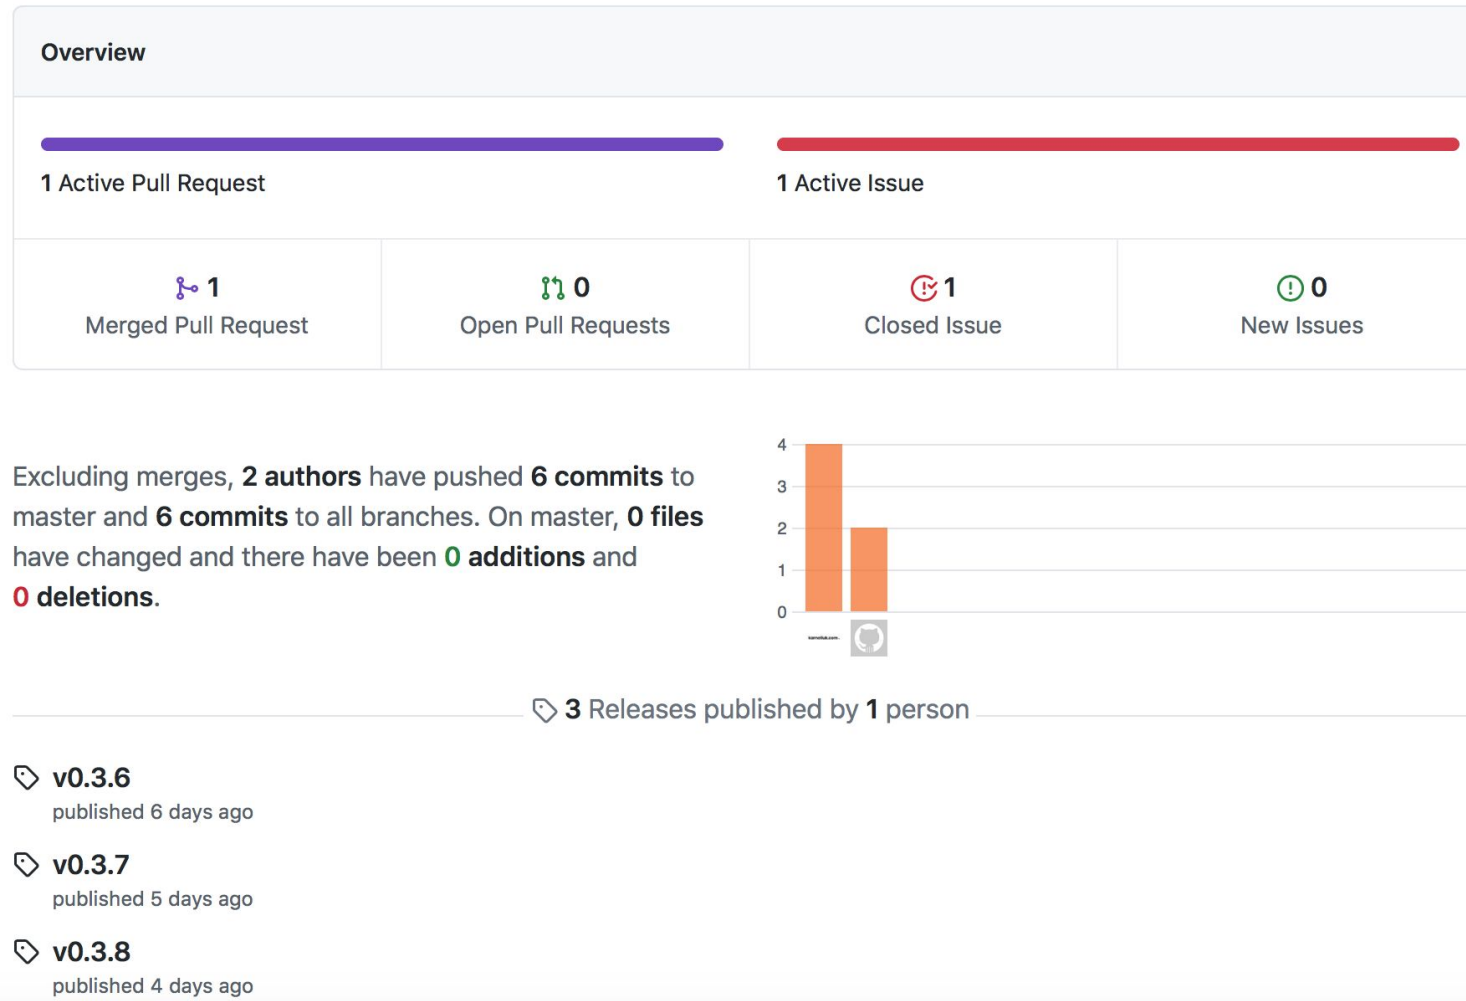 Overview
1 Active Pull Request
1 Active Issue
1
Merged Pull Request
0
Open Pull Requests
1
Closed Issue
0
New Issues
Excluding merges, 2 authors have pushed 6 commits to
master and 6 commits to all branches. On master, 0 files
have changed and there have been 0 additions and
0 deletions.
4
3
2
1
0
3 Releases published by 1 person
v0.3.6
published 6 days ago
v0.3.7
published 5 days ago
v0.3.8
published 4 days ago